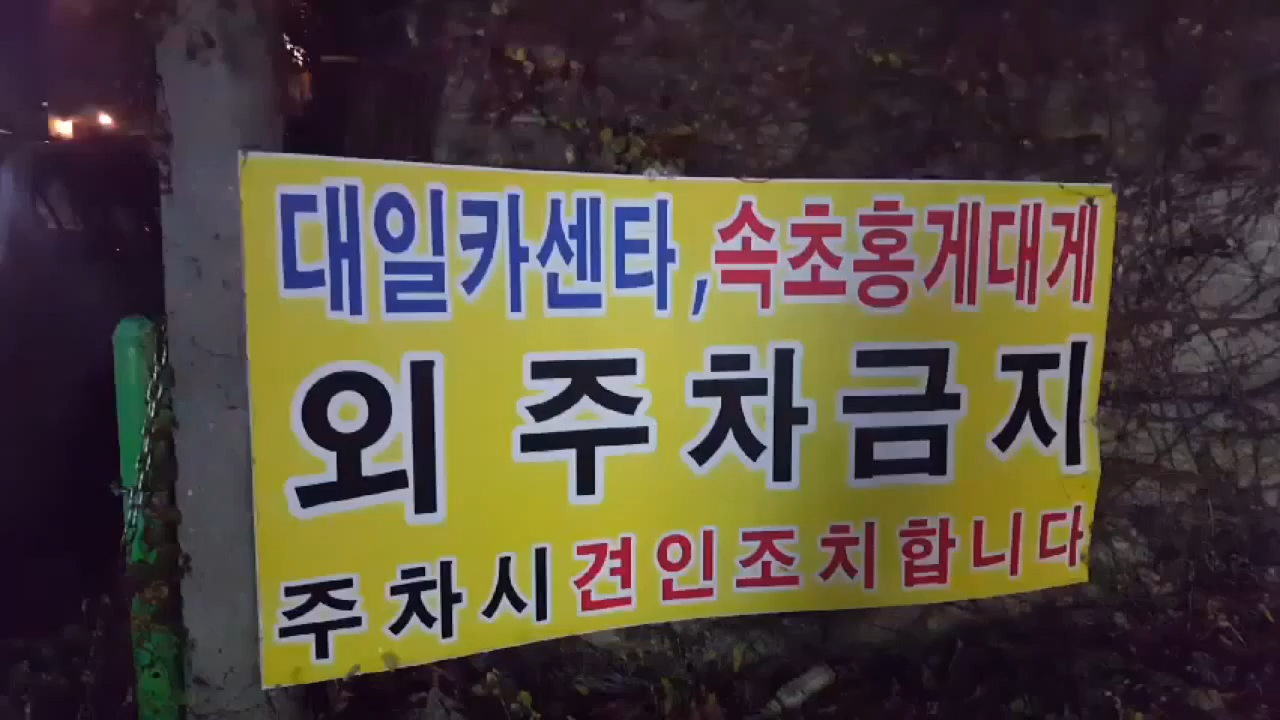 대일카센타,속초홍게대게
외 주차금지
주차시 견인조치합니다